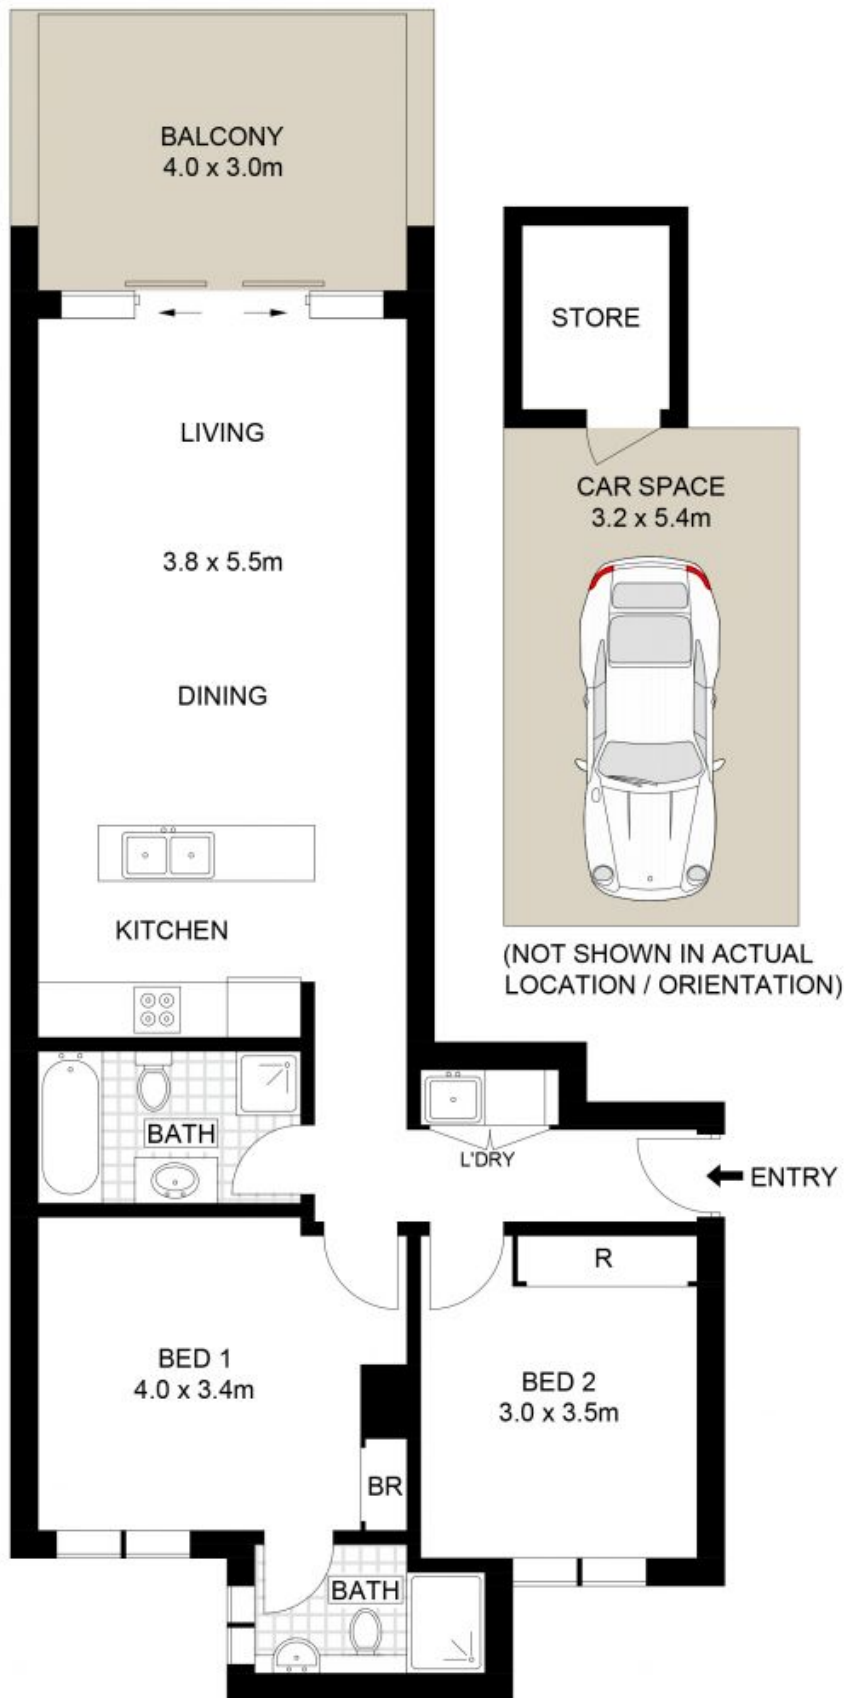 BALCONY
4.0 x 3.0m
STORE
LIVING
CAR SPACE
3.2 x 5.4m
3.8 x 5.5m
DINING
KITCHEN
(NOT SHOWN IN ACTUAL
LOCATION / ORIENTATION)
BATH
L'DRY
ENTRY
R
BED 1
4.0 x 3.4m
BED 2
3.0 x 3.5m
BR
BATH